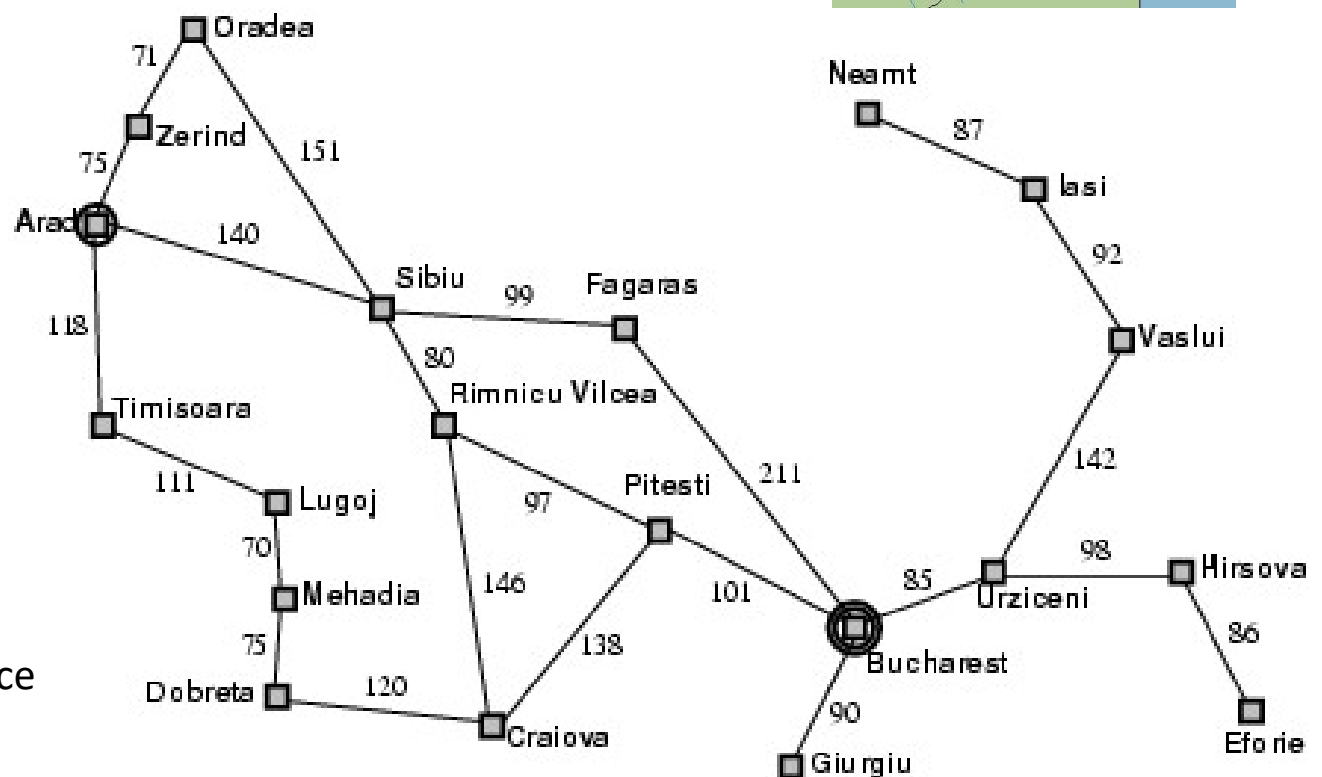 Oradea
71
Neamt
87
Zerind
151
75
Iasi
Arad
140
92
Sibiu
99
Fagaras
118
80
Vaslui
Rimnicu Vilcea
Timisoara
142
111
211
Lugoj
97
Pitesti
70
98
Hirsova
146
85
Mehadia
101
Urziceni
75
138
86
ce
Bucharest
Dobreta
120
90
Craiova
Eforie
Giurgiu